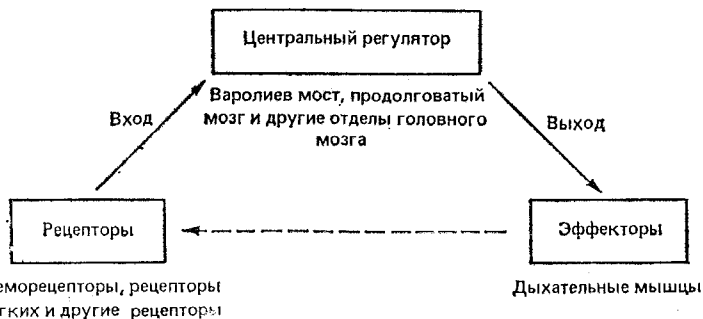 Центральный регулятор
Варолиев мост, продолговатый
мозг и другие отделы головного
мозга
Вход
Выход
Рецепторы
Эффекторы
еморецепторы, рецепторы
гких и другие рецепторы
Дыхательные мышцы